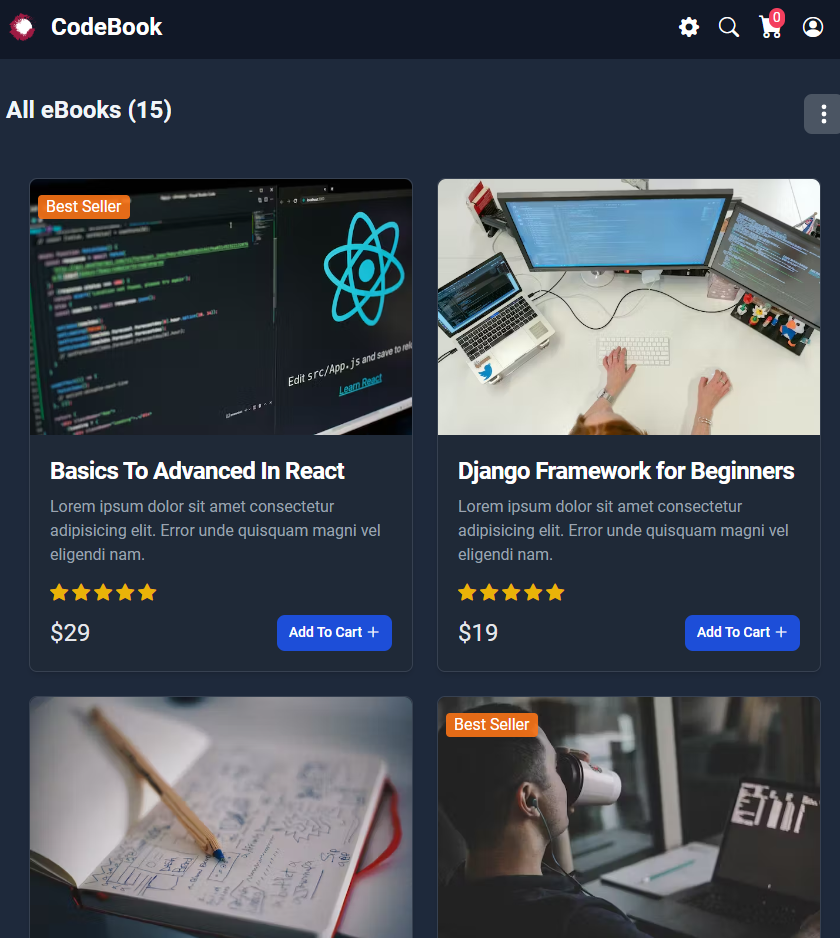 CodeBook
0
All eBooks (15)
Best Seller
Edit src/App.js and save to
Learn React
Basics To Advanced In React
Lorem ipsum dolor sit amet consectetur
adipisicing elit. Error unde quisquam magni vel
eligendi nam.
$29
Add To Cart +
Django Framework for Beginners
Lorem ipsum dolor sit amet consectetur
adipisicing elit. Error unde quisquam magni vel
eligendi nam.
$19
Add To Cart +
Best Seller